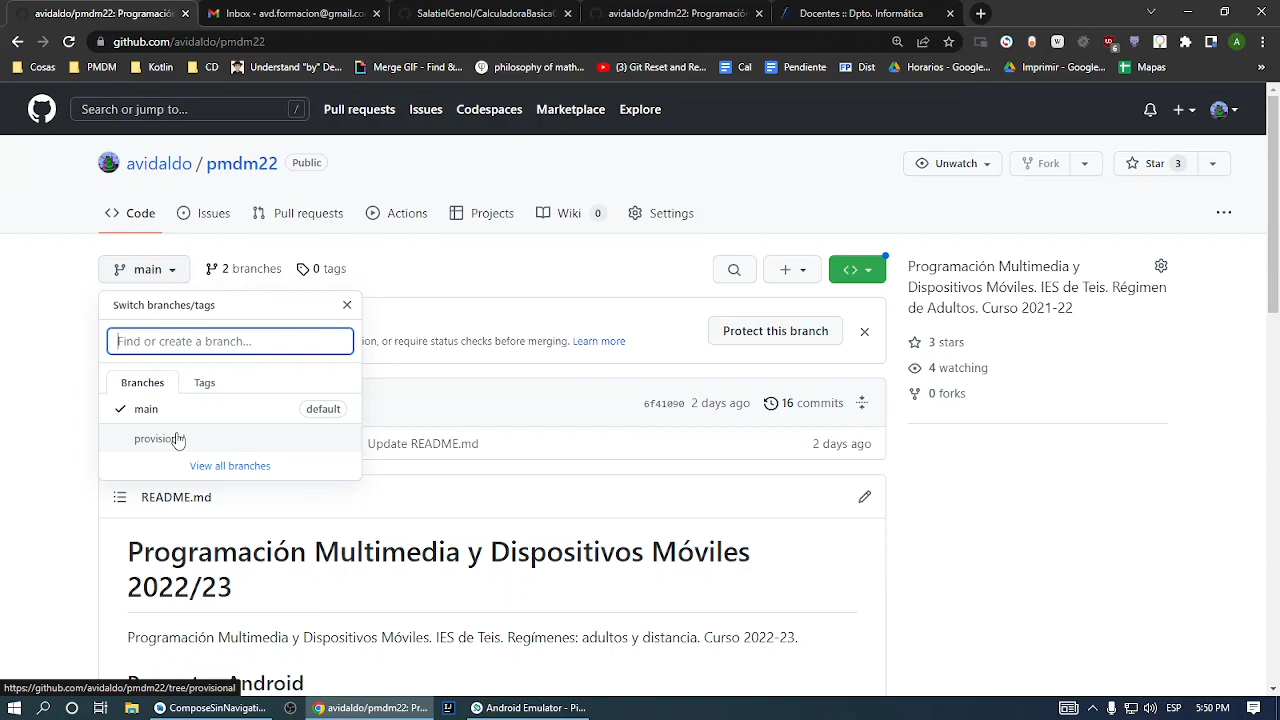 avidaldo/pmdm22: Programación
Inbox - avd.formacion@gmail.co
SalatielGenol/CalculadoraBasicaC
avidaldo/pmdm22: Programación
Docentes :: Dpto. Informática
github.com/avidaldo/pmdm22
6
A
Cosas
PMDM
Kotlin
CD
Understand "by" De...
Merge GIF - Find &...
philosophy of math...
(3) Git Reset and Re...
Cal
Pendiente
FP Dist
Horarios - Google...
Imprimir - Google...
Mapas
»
Search or jump to... /
Pull requests
Issues
Codespaces
Marketplace
Explore
avidaldo / pmdm22 Public
Unwatch
Fork
Star 3
Code
Issues
Pull requests
Actions
Projects
Wiki 0
Settings
main
2 branches
0 tags
Programación Multimedia y
Dispositivos Móviles. IES de Teis. Régimen
de Adultos. Curso 2021-22
Switch branches/tags
Find or create a branch...
ion, or require status checks before merging. Learn more
Protect this branch
3 stars
4 watching
0 forks
Branches
Tags
main default
6f41090 2 days ago
16 commits
Update README.md
2 days ago
View all branches
README.md
Programación Multimedia y Dispositivos Móviles
2022/23
Programación Multimedia y Dispositivos Móviles. IES de Teis. Regímenes: adultos y distancia. Curso 2022-23.
Android
https://github.com/avidaldo/pmdm22/tree/provisional
ComposeSinNavigati...
avidaldo/pmdm22: Pr...
Android Emulator - Pi...
ESP
5:50 PM